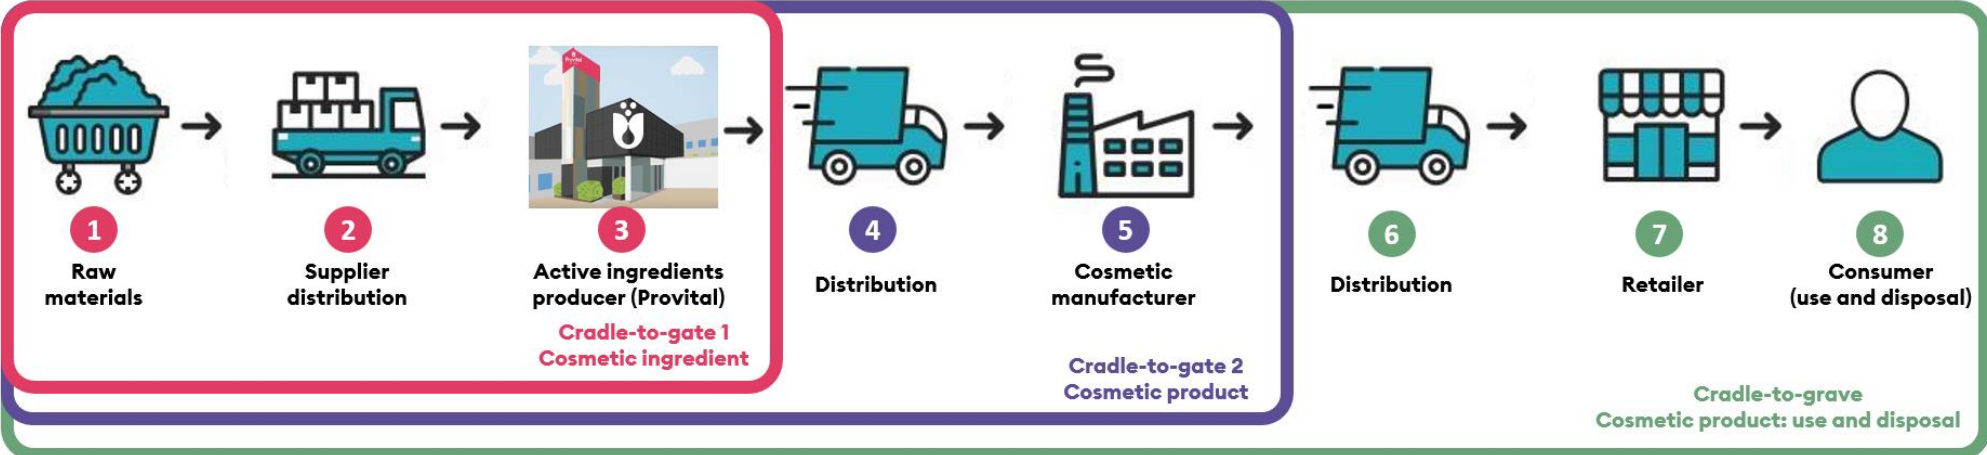 1
Raw
materials
2
Supplier
distribution
3
Active ingredients
producer (Provital)
Cradle-to-gate 1
Cosmetic ingredient
4
Distribution
5
Cosmetic
manufacturer
Cradle-to-gate 2
Cosmetic product
6
Distribution
7
Retailer
8
Consumer
(use and disposal)
Cradle-to-grave
Cosmetic product: use and disposal